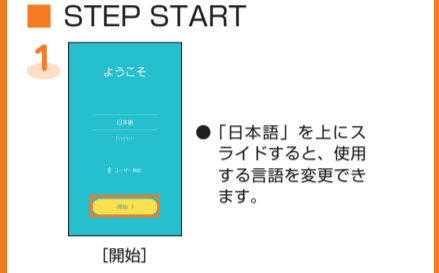 STEP START
1
ようこそ
日本語
English
ユーザー補助
開始
●「日本語」を上にス
ライドすると、使用
する言語を変更でき
ます。
[開始]